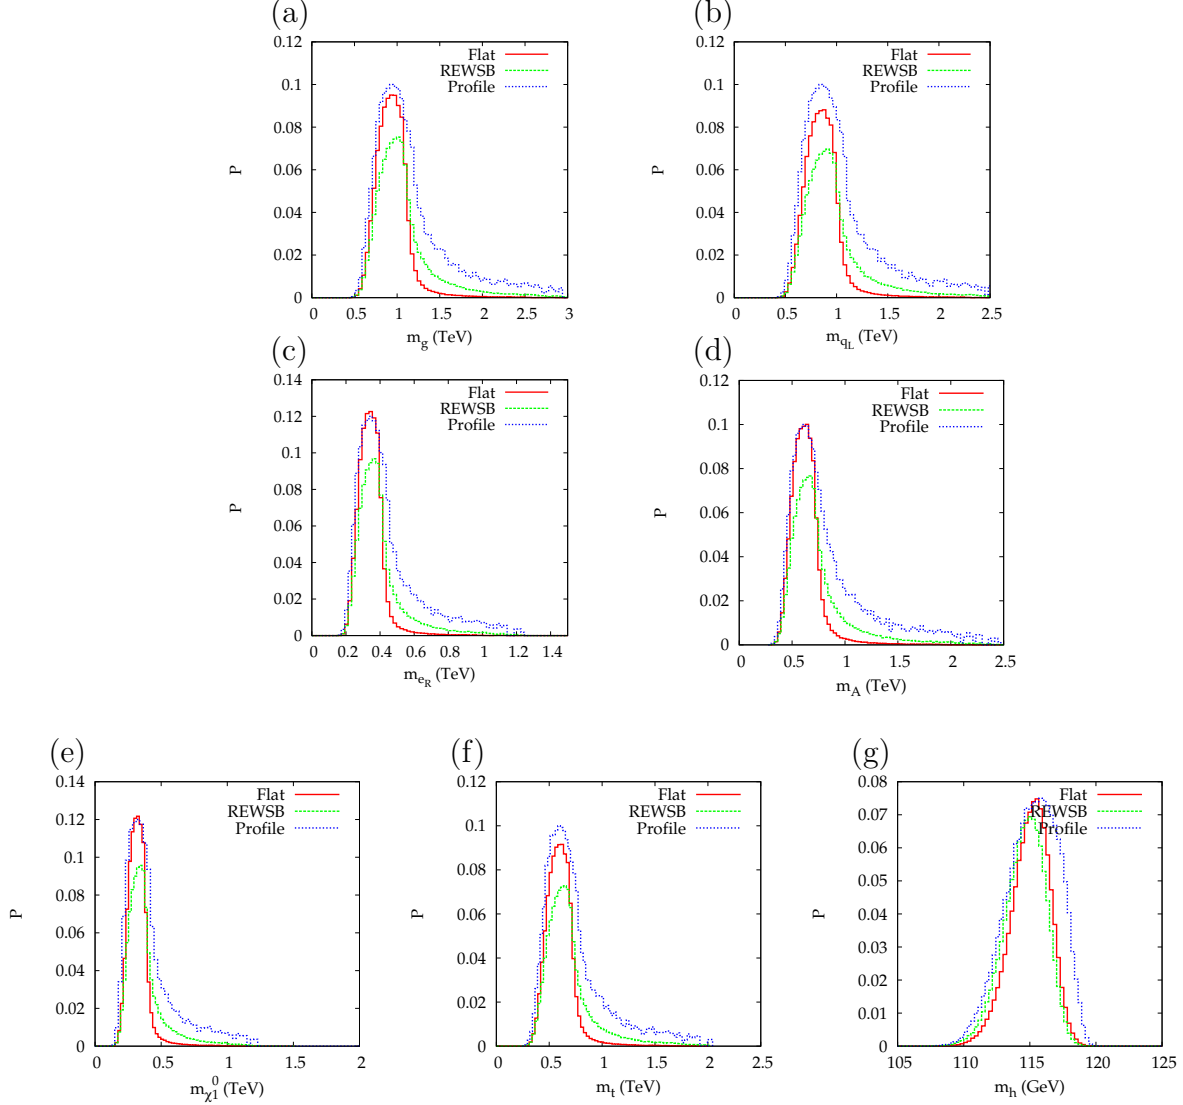 (a)
0.12
0.1
0.08
0.06
0.04
0.02
0
P
Flat
REWSB
Profile
0 0.5 1 1.5 2 2.5 3
m_g (TeV)
(b)
0.12
0.1
0.08
0.06
0.04
0.02
0
P
Flat
REWSB
Profile
0 0.5 1 1.5 2 2.5
m_{q_L} (TeV)
(c)
0.14
0.12
0.1
0.08
0.06
0.04
0.02
0
P
Flat
REWSB
Profile
0 0.2 0.4 0.6 0.8 1 1.2 1.4
m_{e_R} (TeV)
(d)
0.12
0.1
0.08
0.06
0.04
0.02
0
P
Flat
REWSB
Profile
0 0.5 1 1.5 2 2.5
m_A (TeV)
(e)
0.14
0.12
0.1
0.08
0.06
0.04
0.02
0
P
Flat
REWSB
Profile
0 0.5 1 1.5 2
m_{χ1}^0 (TeV)
(f)
0.12
0.1
0.08
0.06
0.04
0.02
0
P
Flat
REWSB
Profile
0 0.5 1 1.5 2 2.5
m_t (TeV)
(g)
0.08
0.07
0.06
0.05
0.04
0.03
0.02
0.01
0
P
Flat
REWSB
Profile
105 110 115 120 125
m_h (GeV)